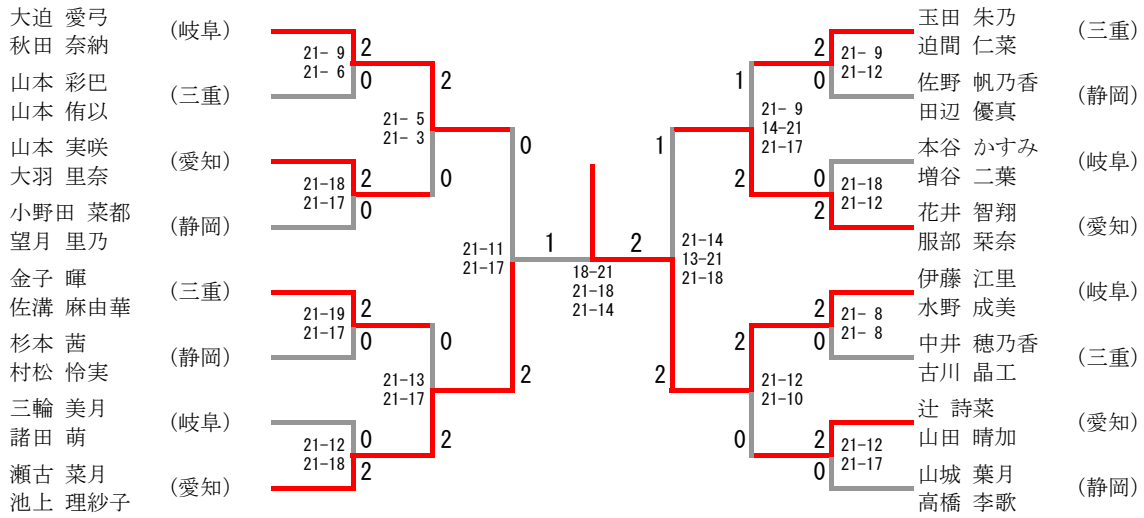 大迫 愛弓
秋田 奈納
(岐阜)
山本 彩巴
山本 侑以
(三重)
山本 実咲
大羽 里奈
(愛知)
小野田 菜都
望月 里乃
(静岡)
金子 暉
佐溝 麻由華
(三重)
杉本 茜
村松 怜実
(静岡)
三輪 美月
諸田 萌
(岐阜)
瀬古 菜月
池上 理紗子
(愛知)
21- 9
21- 6
2
0
21-18
21-17
2
0
21-19
21-17
2
0
21-12
21-18
0
2
21- 5
21- 3
2
0
21-13
21-17
0
2
21-11
21-17
0
2
1
18-21
21-18
21-14
2
21-14
13-21
21-18
1
2
21- 9
14-21
21-17
1
2
21-12
21-10
2
0
2
0
21- 9
21-12
0
2
21-18
21-12
2
0
21- 8
21- 8
2
0
21-12
21-17
玉田 朱乃
迫間 仁菜
(三重)
佐野 帆乃香
田辺 優真
(静岡)
本谷 かすみ
増谷 二葉
(岐阜)
花井 智翔
服部 栞奈
(愛知)
伊藤 江里
水野 成美
(岐阜)
中井 穂乃香
古川 晶工
(三重)
辻 詩菜
山田 晴加
(愛知)
山城 葉月
高橋 李歌
(静岡)